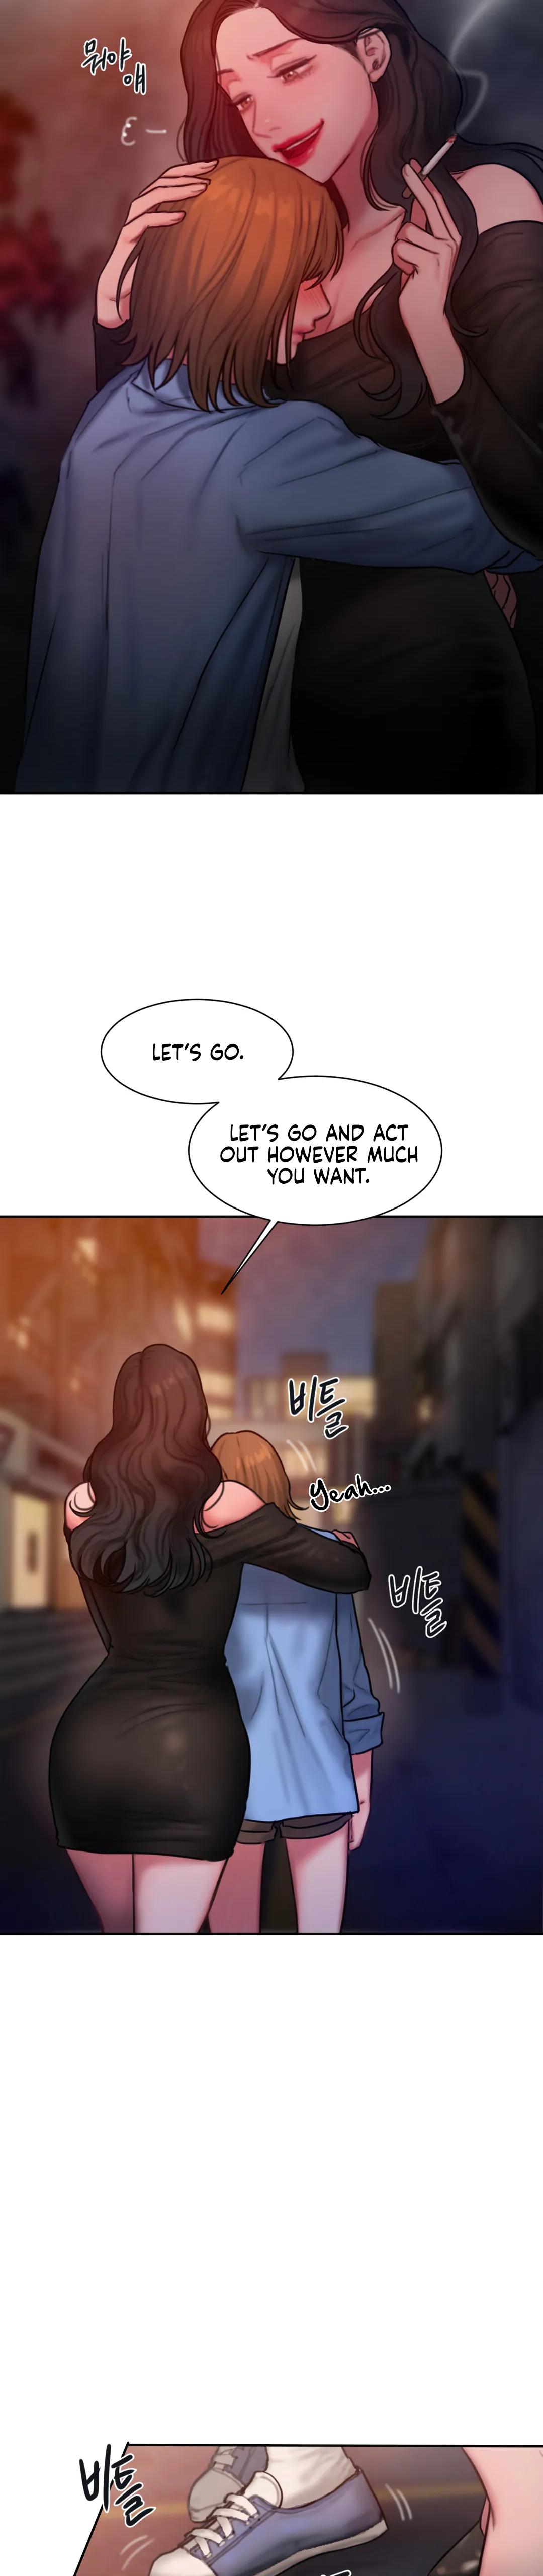 뭐야
얘
LET'S GO.
LET'S GO AND ACT
OUT HOWEVER MUCH
YOU WANT.
비틀
Yeah...
비틀
비틀